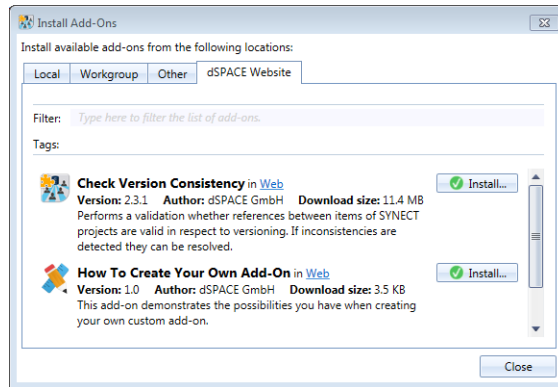 Install Add-Ons
Install available add-ons from the following locations:
Local Workgroup Other dSPACE Website
Filter: Type here to filter the list of add-ons.
Tags:
Check Version Consistency in Web Install...
Version: 2.3.1 Author: dSPACE GmbH Download size: 11.4 MB
Performs a validation whether references between items of SYNECT
projects are valid in respect to versioning. If inconsistencies are
detected they can be resolved.
How To Create Your Own Add-On in Web Install...
Version: 1.0 Author: dSPACE GmbH Download size: 3.5 KB
This add-on demonstrates the possibilities you have when creating
your own custom add-on.
Close